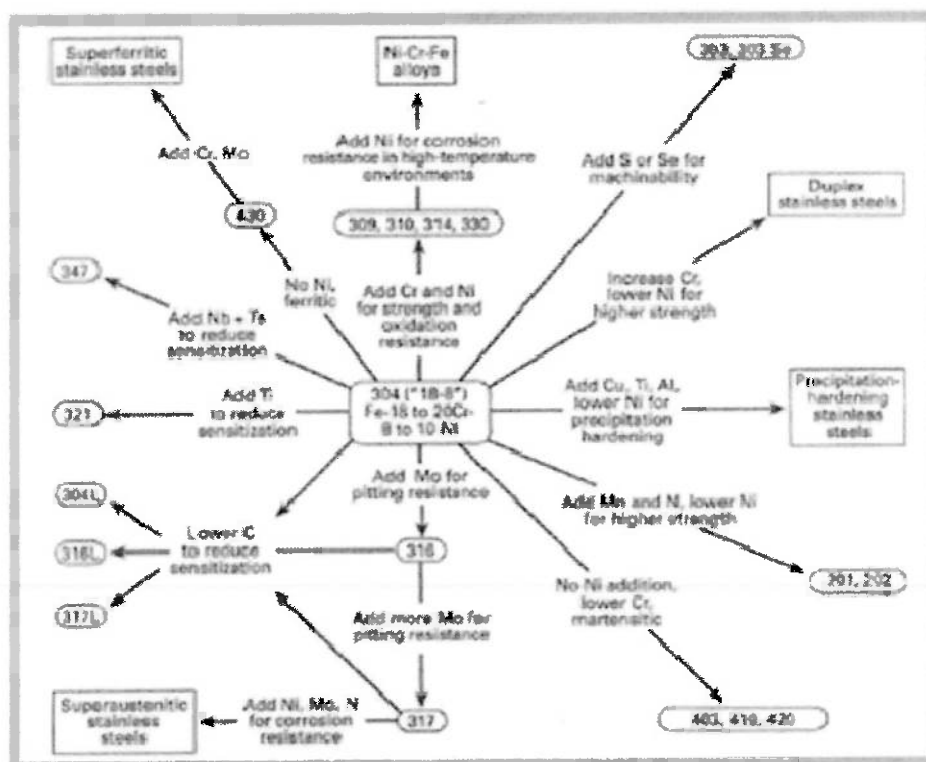 Superferritic
stainless steels
Ni-Cr-Fe
alloys
303, 303 Se
Add Cr, Mo
Add Ni for corrosion
resistance in high-temperature
environments
Add S or Se for
machinability
Duplex
stainless steels
430
309, 310, 314, 330
347
No Ni,
ferritic
Add Cr and Ni
for strength and
oxidation
resistance
Increase Cr,
lower Ni for
higher strength
Add Nb + Ta
to reduce
sensitization
304 ("18-8")
Fe-18 to 20Cr-
8 to 10 Ni
Add Cu, Ti, Al,
lower Ni for
precipitation
hardening
Precipitation-
hardening
stainless
steels
321
Add Ti
to reduce
sensitization
Add Mo for
pitting resistance
304L
Lower C
to reduce
sensitization
316
Add Mn and N, lower Ni
for higher strength
316L
201, 202
317L
Add more Mo for
pitting resistance
No Ni addition,
lower Cr,
martensitic
Superaustenitic
stainless
steels
Add Ni, Mo, N
for corrosion
resistance
317
403, 410, 420